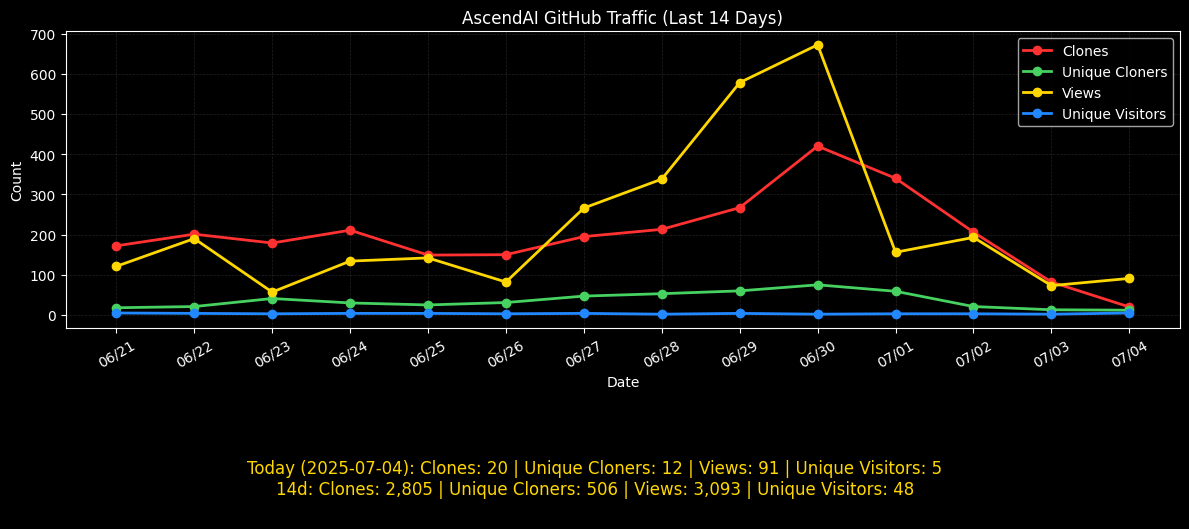 AscendAI GitHub Traffic (Last 14 Days)
700
600
500
400
300
200
100
0
Count
Clones
Unique Cloners
Views
Unique Visitors
06/21 06/22 06/23 06/24 06/25 06/26 06/27 06/28 06/29 06/30 07/01 07/02 07/03 07/04
Date
Today (2025-07-04): Clones: 20 | Unique Cloners: 12 | Views: 91 | Unique Visitors: 5
14d: Clones: 2,805 | Unique Cloners: 506 | Views: 3,093 | Unique Visitors: 48